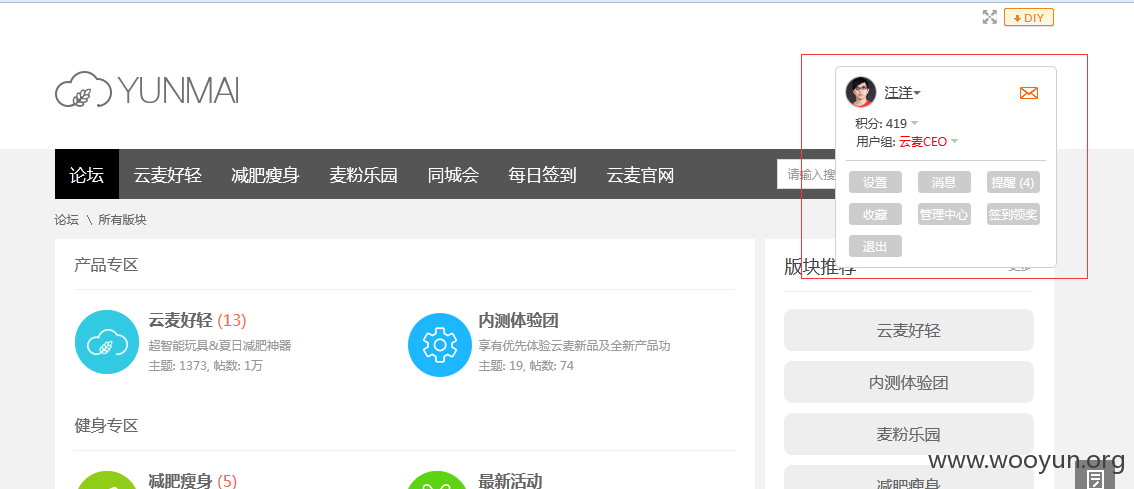 DIY
YUNMAI
汪洋
积分: 419
用户组: 云麦CEO
设置 消息 提醒 (4)
收藏 管理中心 签到领奖
退出
论坛 云麦好轻 减肥瘦身 麦粉乐园 同城会 每日签到 云麦官网
请输入搜
论坛 \ 所有版块
产品专区
云麦好轻 (13)
超智能玩具&夏日减肥神器
主题: 1373, 帖数: 1万
内测体验团
享有优先体验云麦新品及全新产品功
主题: 19, 帖数: 74
健身专区
减肥瘦身 (5)
最新活动
版块推荐
更多
云麦好轻
内测体验团
麦粉乐园
减肥瘦身
www.wooyun.org